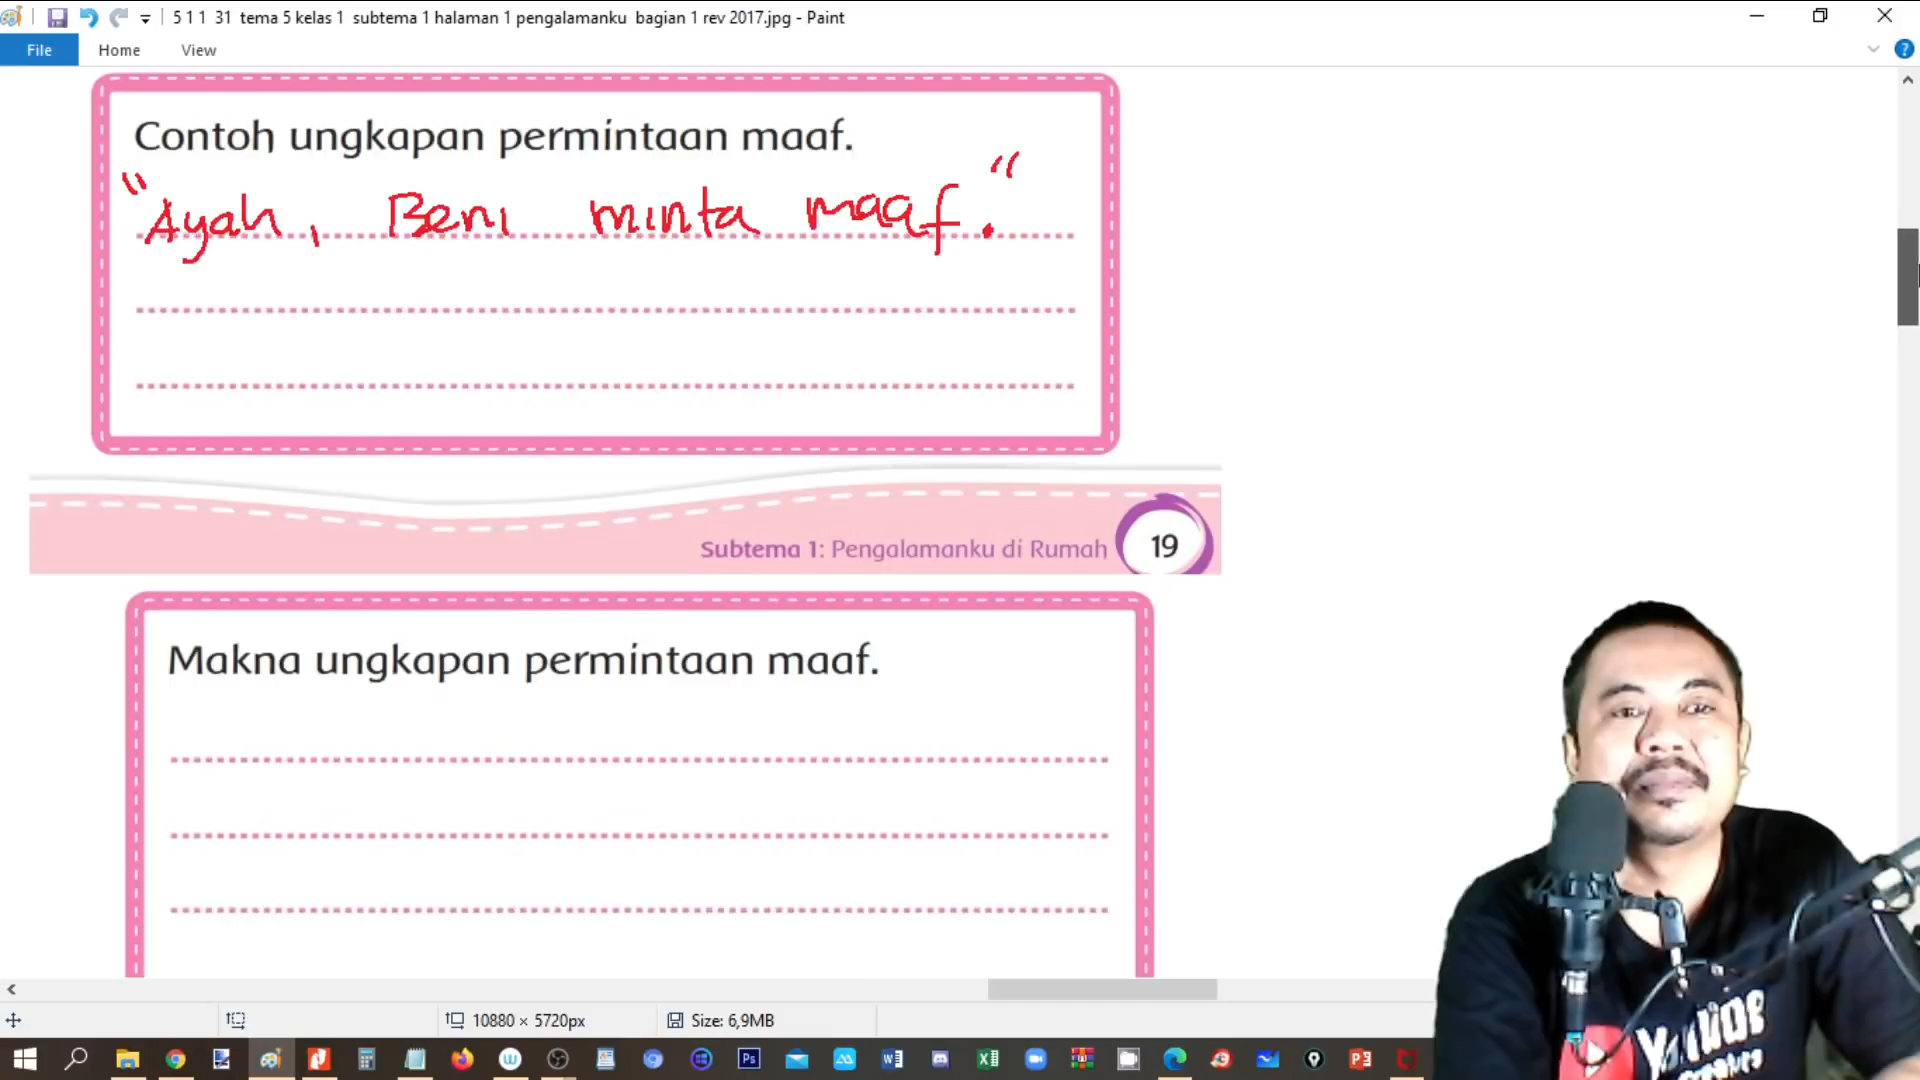 5 1 1 31 tema 5 kelas 1 subtema 1 halaman 1 pengalamanku bagian 1 rev 2017.jpg - Paint
File Home View
Contoh ungkapan permintaan maaf.
"Ayah, Beni minta maaf."
Subtema 1: Pengalamanku di Rumah 19
Makna ungkapan permintaan maaf.
10880 × 5720px Size: 6,9MB